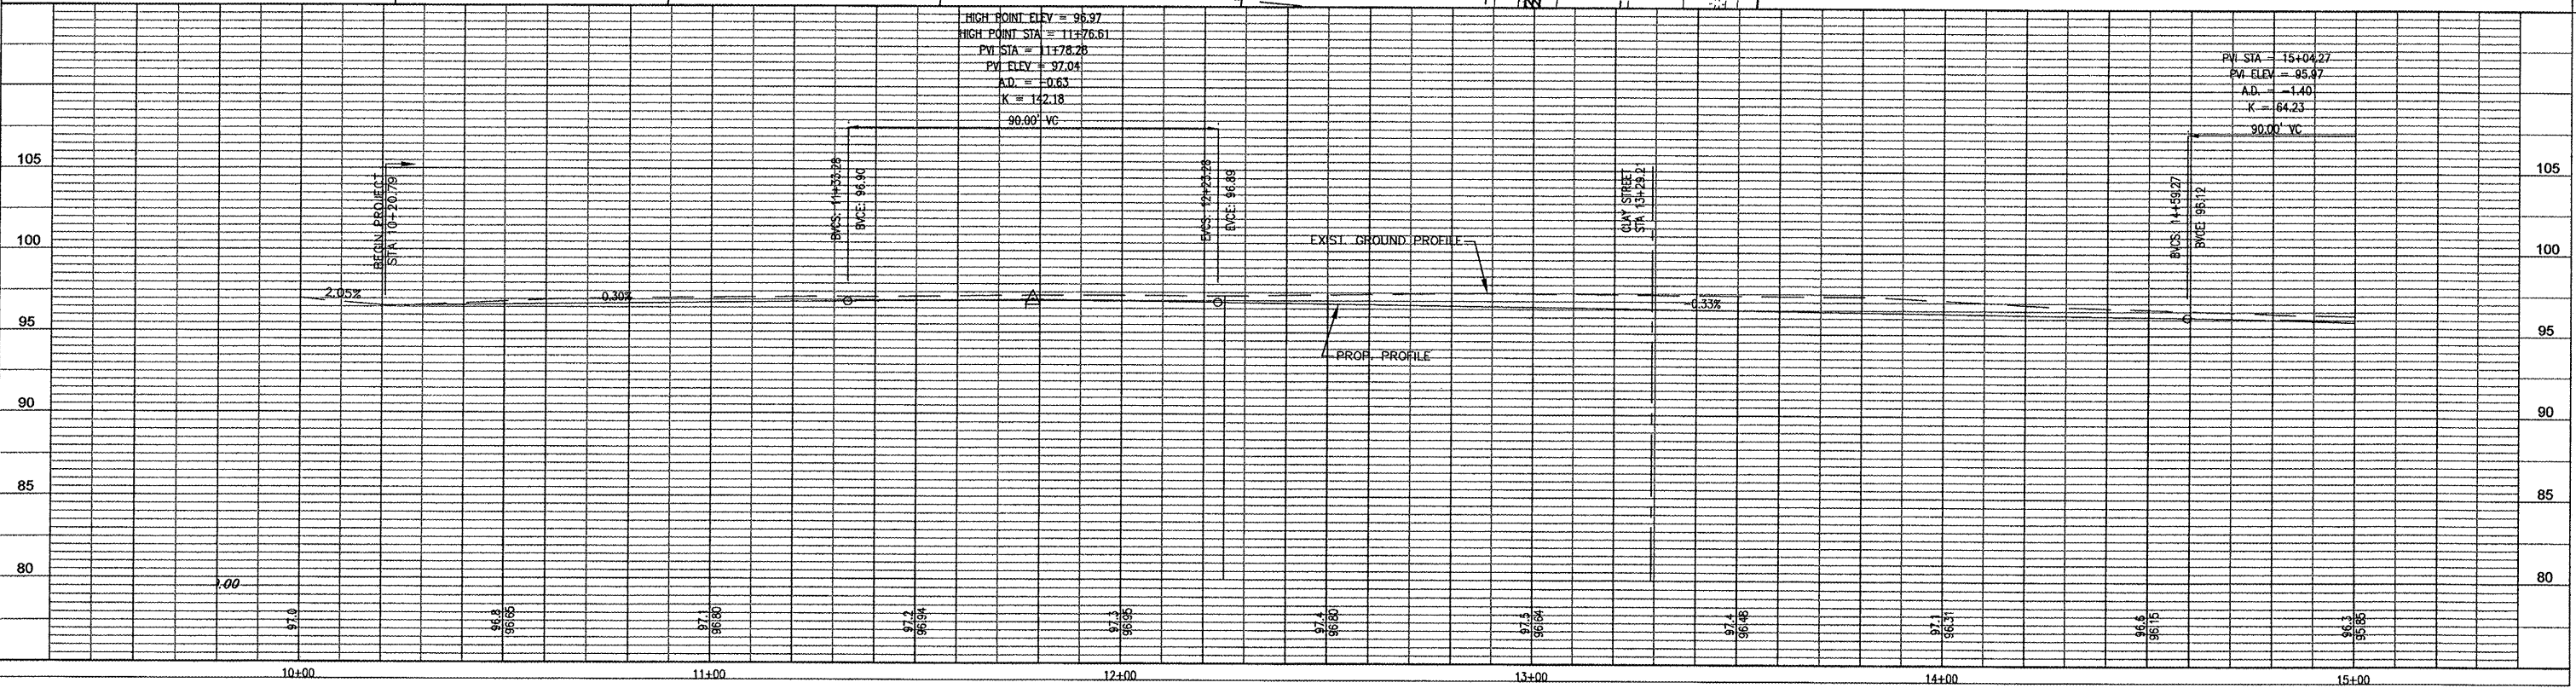 HIGH POINT ELEV = 96.97
HIGH POINT STA = 11+76.61
PVI STA = 11+78.28
PVI ELEV = 97.04
A.D. = -0.63
K = 142.18
90.00' VC
PVI STA = 15+04.27
PVI ELEV = 95.97
A.D. = -1.40
K = 64.23
90.00' VC
BEGIN PROJECT
STA 10+20.79
BVCS: 11+33.28
BVCE: 96.90
EVCS: 12+23.28
EVCE: 96.89
CLAY STREET
STA 13+29.21
BVCS: 14+59.27
BVCE: 96.12
EXIST. GROUND PROFILE
PROP. PROFILE
2.05%
0.30%
-0.33%
105
100
95
90
85
80
105
100
95
90
85
80
.00
97.0
96.8
96.65
97.1
96.80
97.2
96.94
97.3
96.95
97.4
96.80
97.5
96.64
97.4
96.48
97.1
96.31
96.6
96.15
96.3
95.85
10+00
11+00
12+00
13+00
14+00
15+00